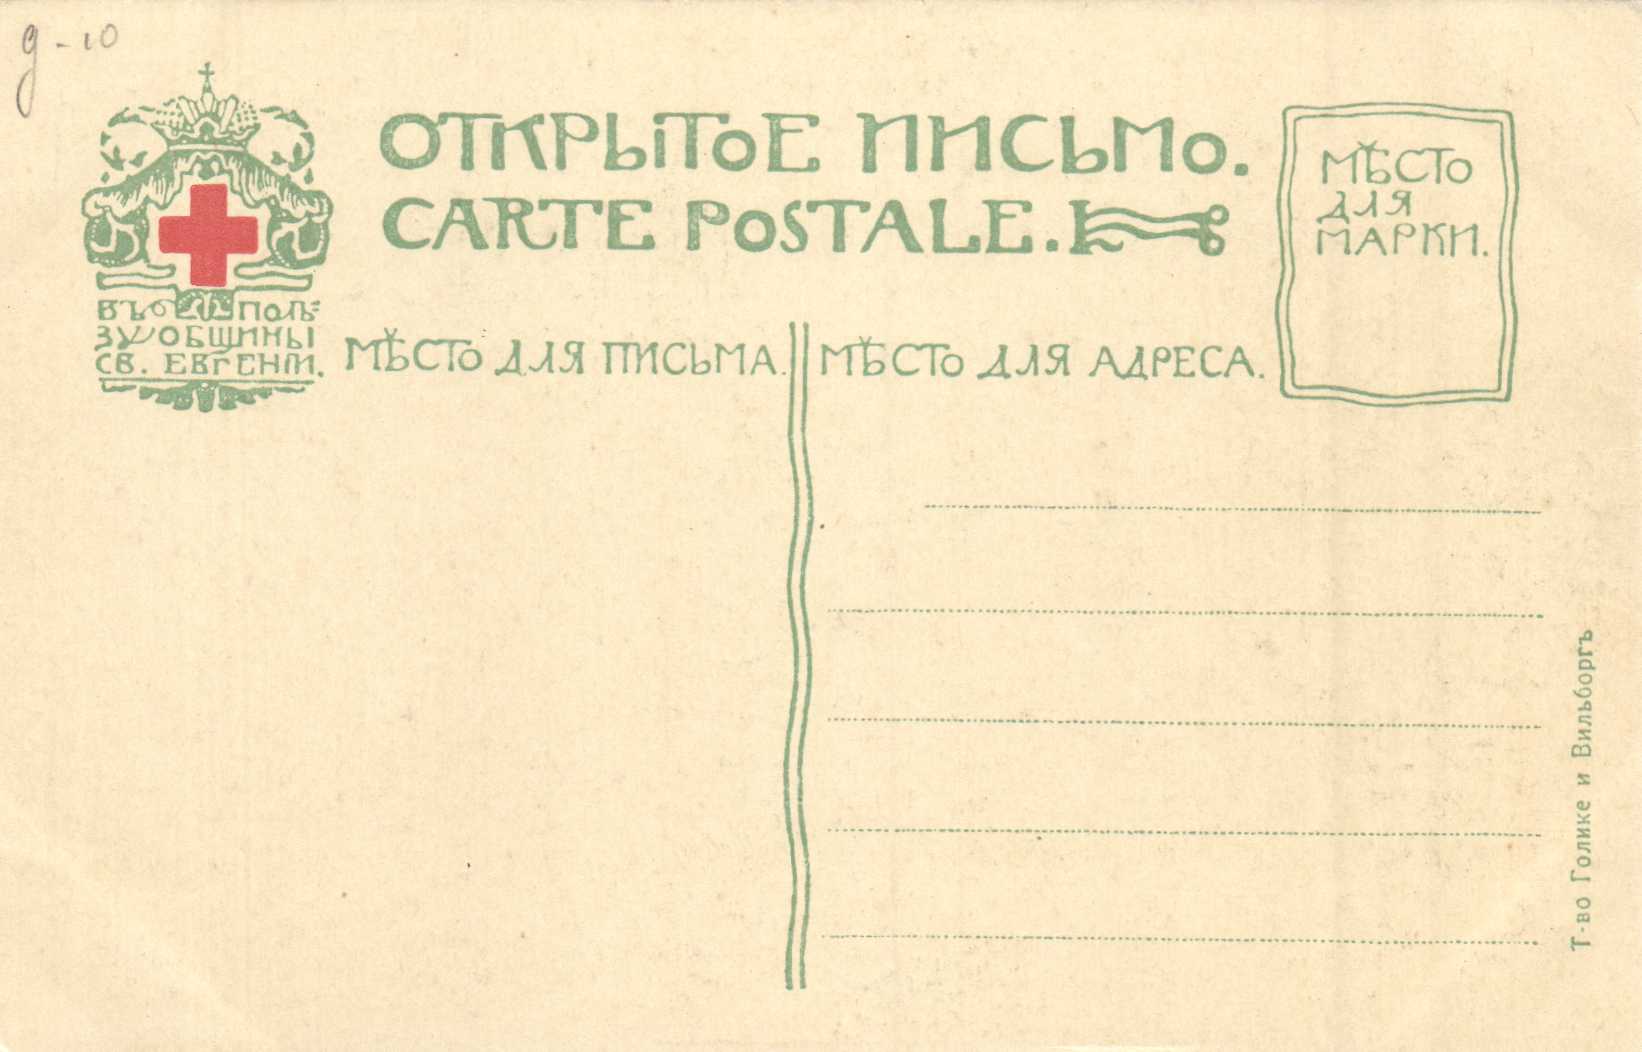 д-10
ОТКРЫТОЕ ПИСЬМО.
CARTE POSTALE.
МѢСТО
ДЛЯ
МАРКИ.
ВЪ ПОЛЬ=
ЗУ ОБЩИНЫ
СВ. ЕВГЕНІИ.
МѢСТО ДЛЯ ПИСЬМА.
МѢСТО ДЛЯ АДРЕСА.
Т-во Голике и Вильборгъ